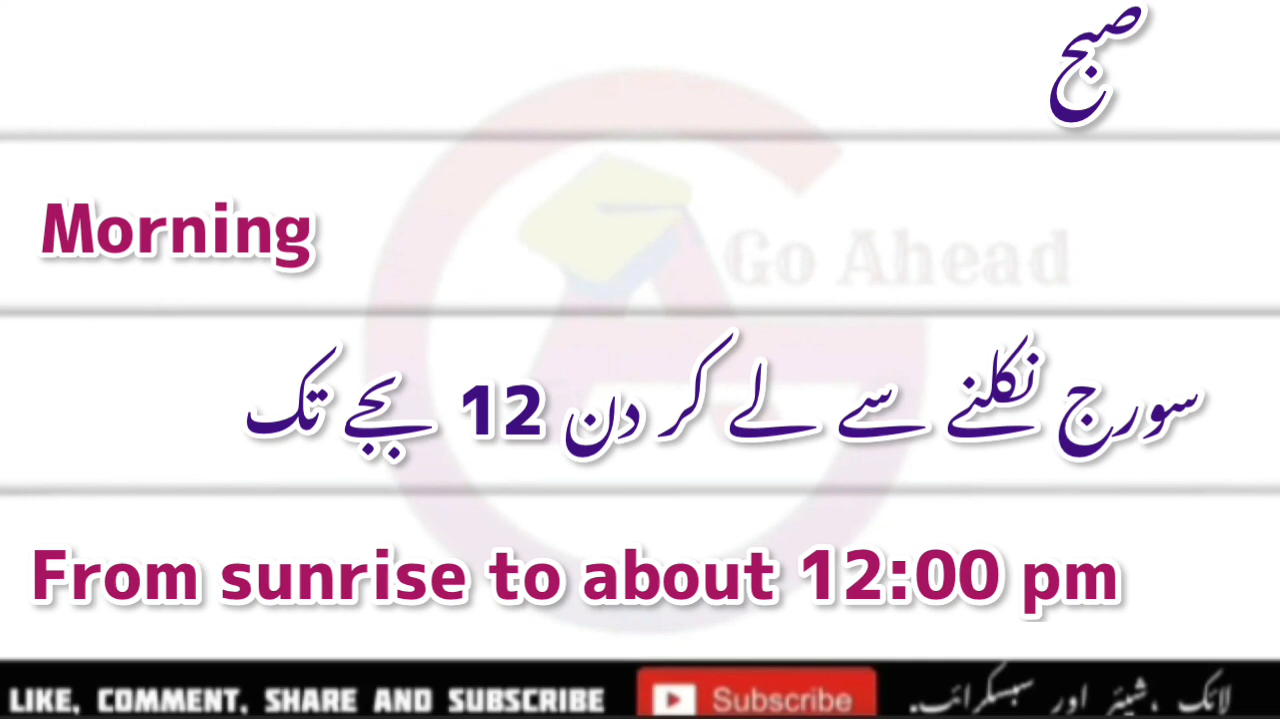 صبح
Morning
Go Ahead
سورج نکلنے سے لے کر دن 12 بجے تک
From sunrise to about 12:00 pm
LIKE, COMMENT, SHARE AND SUBSCRIBE
Subscribe
لائک ،شیئر اور سبسکرائب.